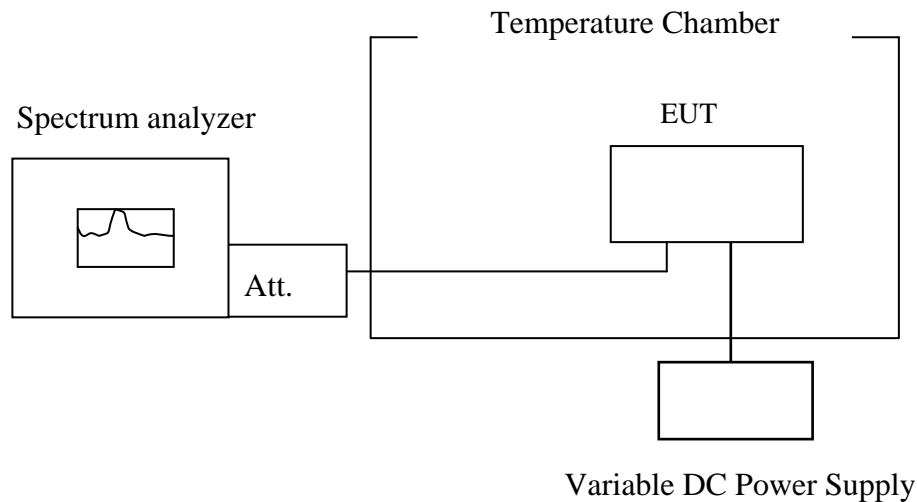 Temperature Chamber
Spectrum analyzer
EUT
Att.
Variable DC Power Supply